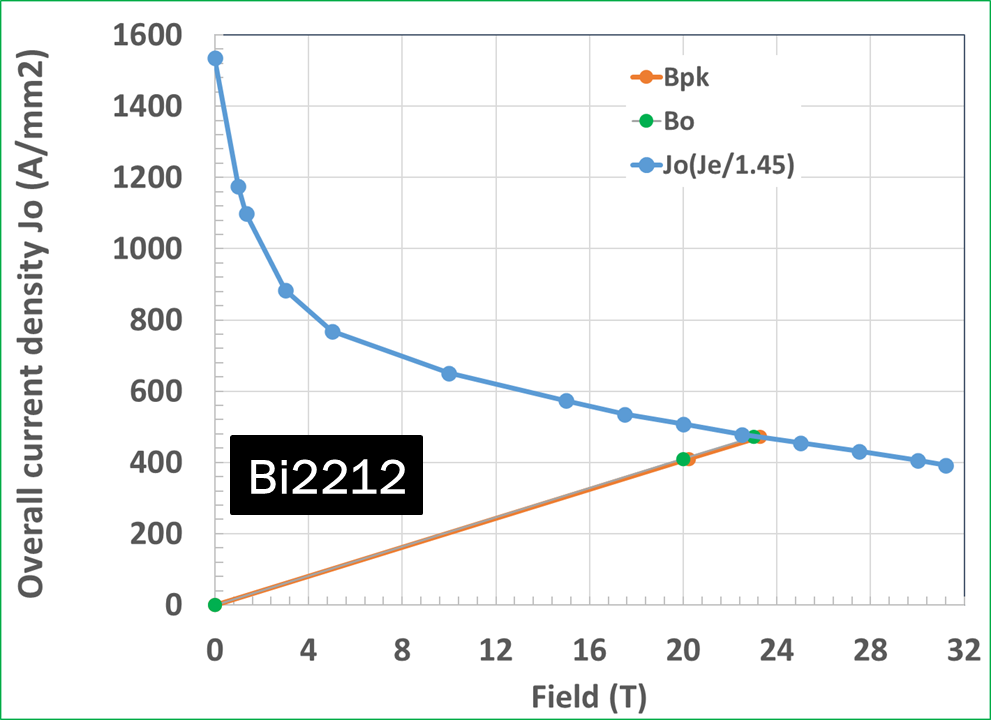 Overall current density Jo (A/mm2)
1600
1400
1200
1000
800
600
400
200
0
Bpk
Bo
Jo(Je/1.45)
Bi2212
0 4 8 12 16 20 24 28 32
Field (T)